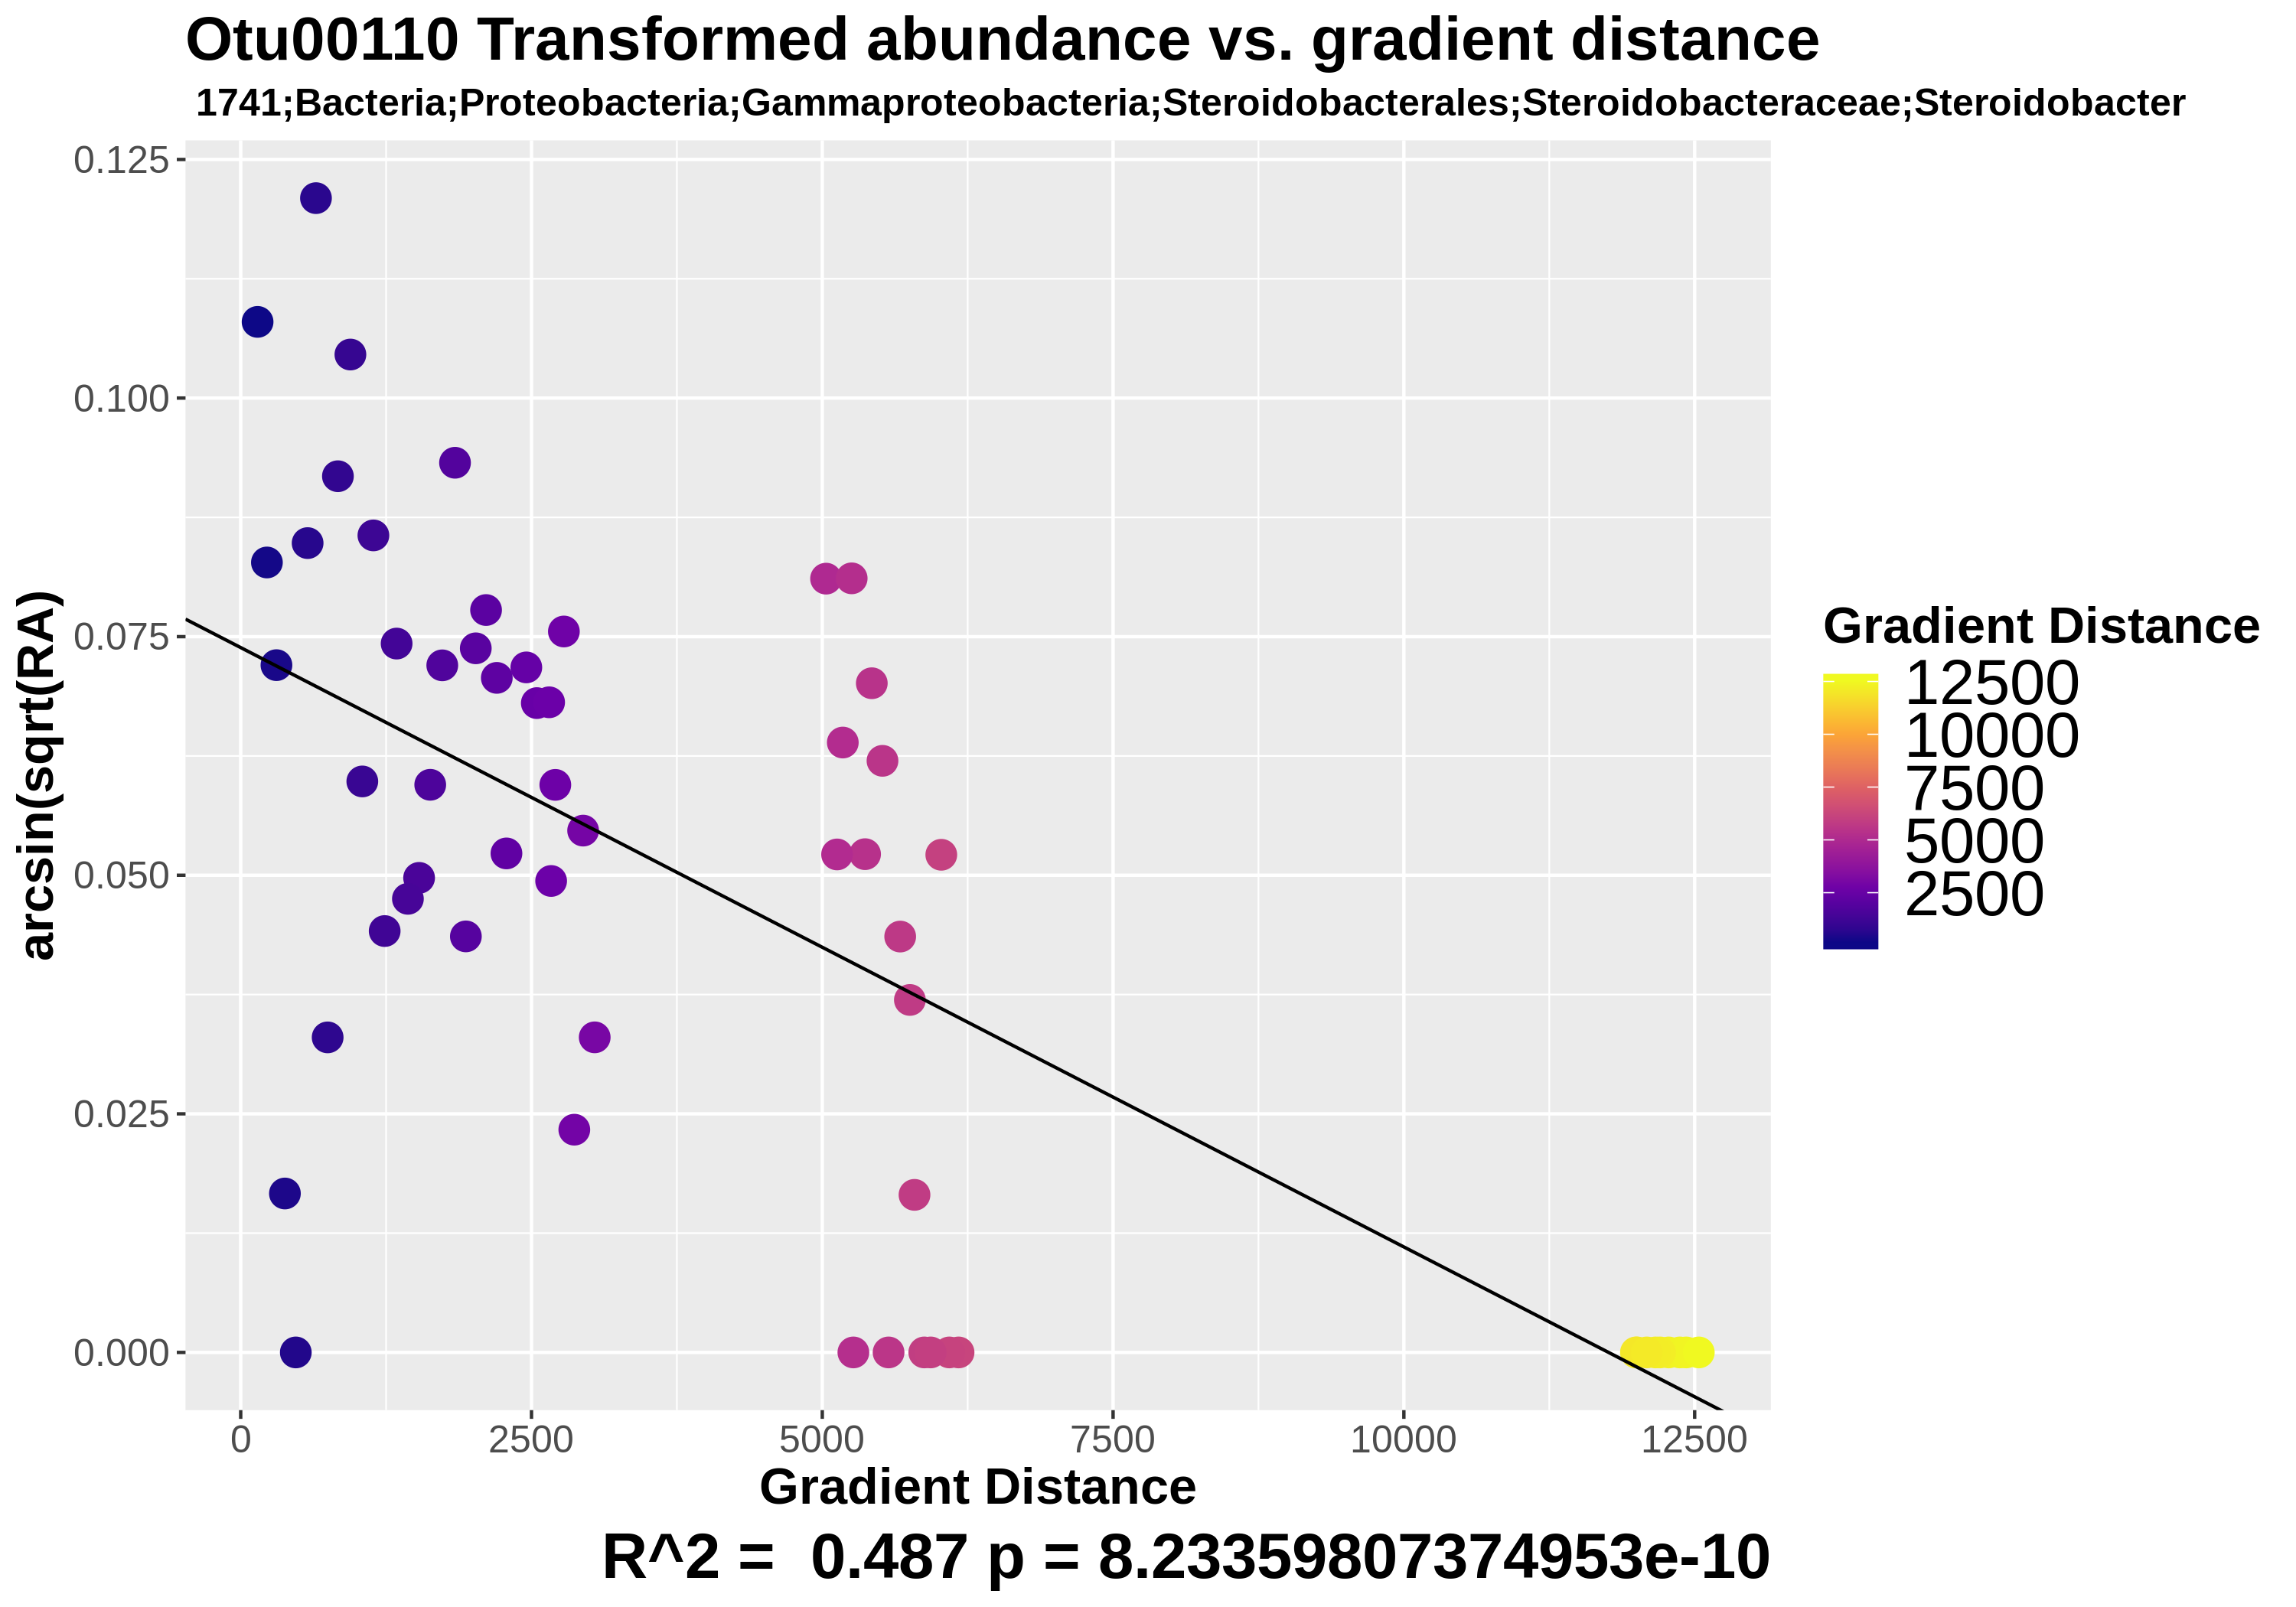 Otu00110 Transformed abundance vs. gradient distance
1741;Bacteria;Proteobacteria;Gammaproteobacteria;Steroidobacterales;Steroidobacteraceae;Steroidobacter
arcsin(sqrt(RA)
0.125
0.100
0.075
0.050
0.025
0.000
0 2500 5000 7500 10000 12500
Gradient Distance
R^2 =  0.487 p = 8.23359807374953e-10
Gradient Distance
12500
10000
7500
5000
2500